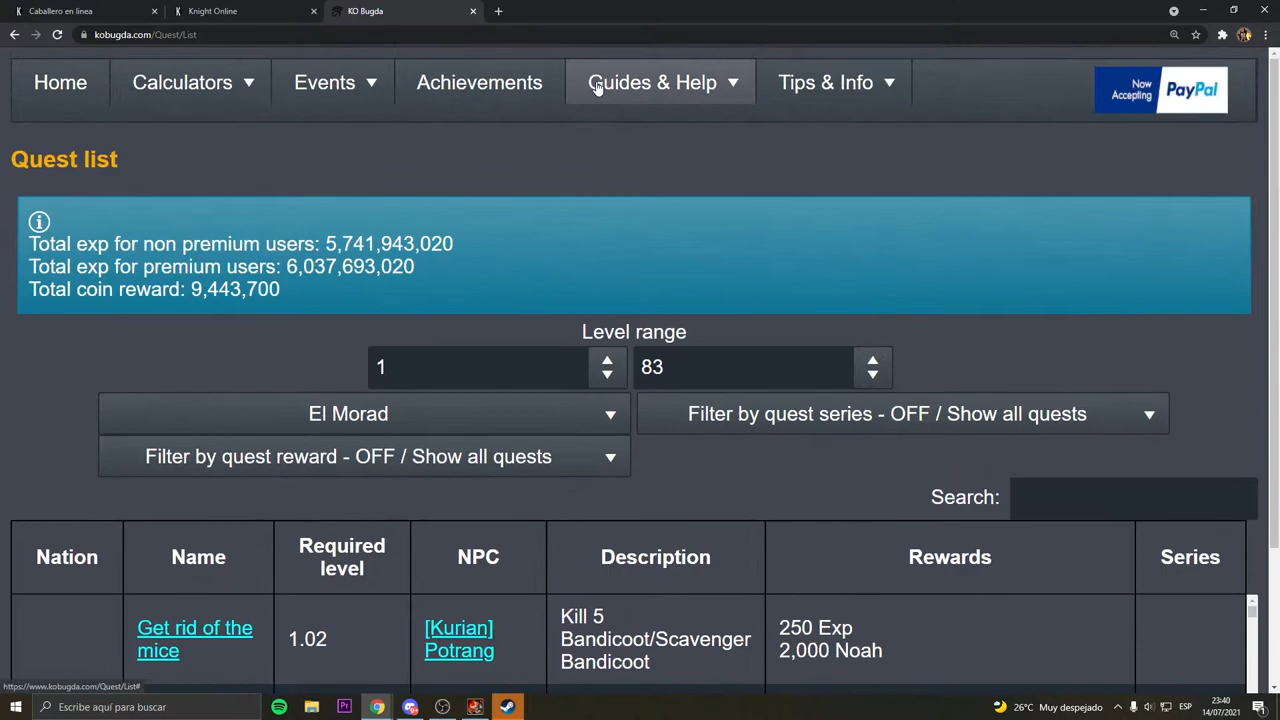 Caballero en linea
Knight Online
KO Bugda
kobugda.com/Quest/List
Home
Calculators
Events
Achievements
Guides & Help
Tips & Info
Now Accepting
PayPal
Quest list
Total exp for non premium users: 5,741,943,020
Total exp for premium users: 6,037,693,020
Total coin reward: 9,443,700
Level range
1
83
El Morad
Filter by quest series - OFF / Show all quests
Filter by quest reward - OFF / Show all quests
Search:
Nation
Name
Required level
NPC
Description
Rewards
Series
Get rid of the mice
1.02
[Kurian] Potrang
Kill 5 Bandicoot/Scavenger Bandicoot
250 Exp
2,000 Noah
https://www.kobugda.com/Quest/List#
Escribe aquí para buscar
Pr
26°C Muy despejado
ESP
23:40
14/07/2021